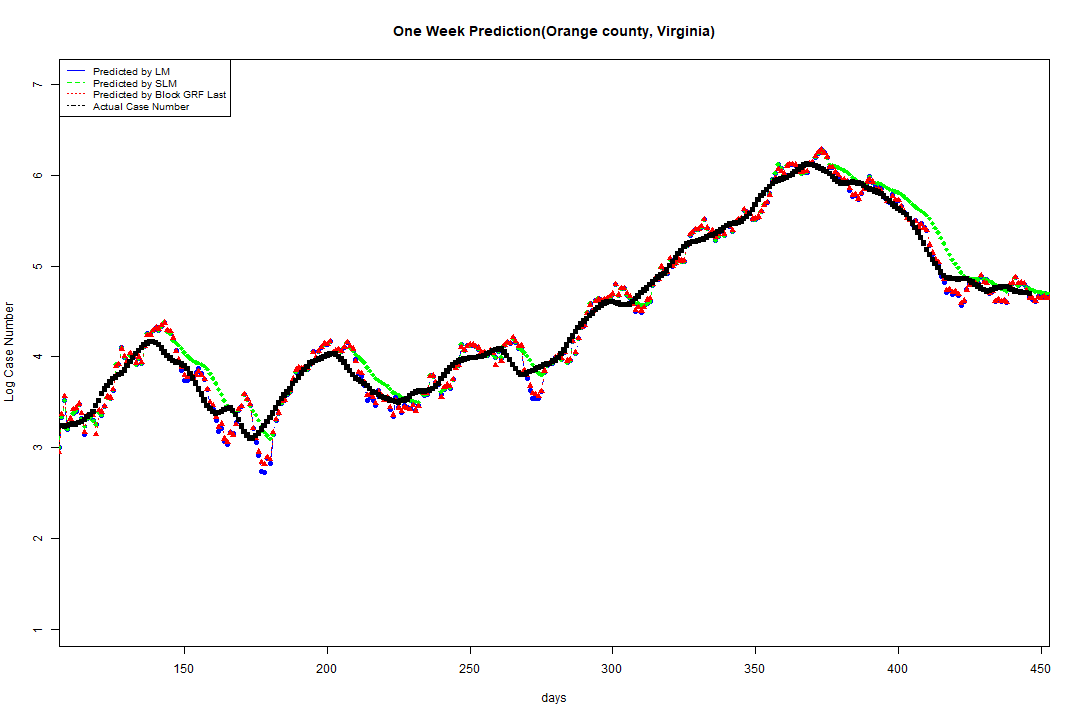 One Week Prediction(Orange county, Virginia)
Predicted by LM
Predicted by SLM
Predicted by Block GRF Last
Actual Case Number
7
6
5
4
3
2
1
Log Case Number
150 200 250 300 350 400 450
days